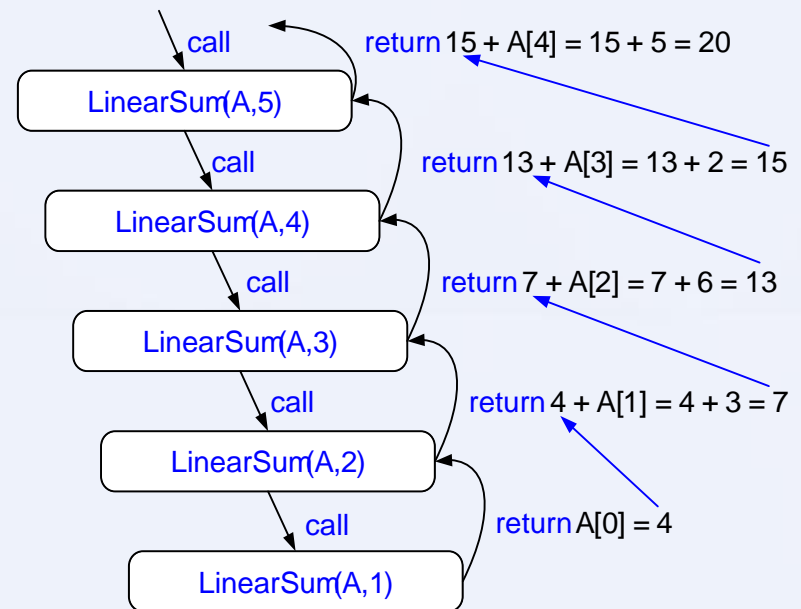 call
return 15 + A[4] = 15 + 5 = 20
LinearSum(A,5)
call
return 13 + A[3] = 13 + 2 = 15
LinearSum(A,4)
call
return 7 + A[2] = 7 + 6 = 13
LinearSum(A,3)
call
return 4 + A[1] = 4 + 3 = 7
LinearSum(A,2)
call
return A[0] = 4
LinearSum(A,1)